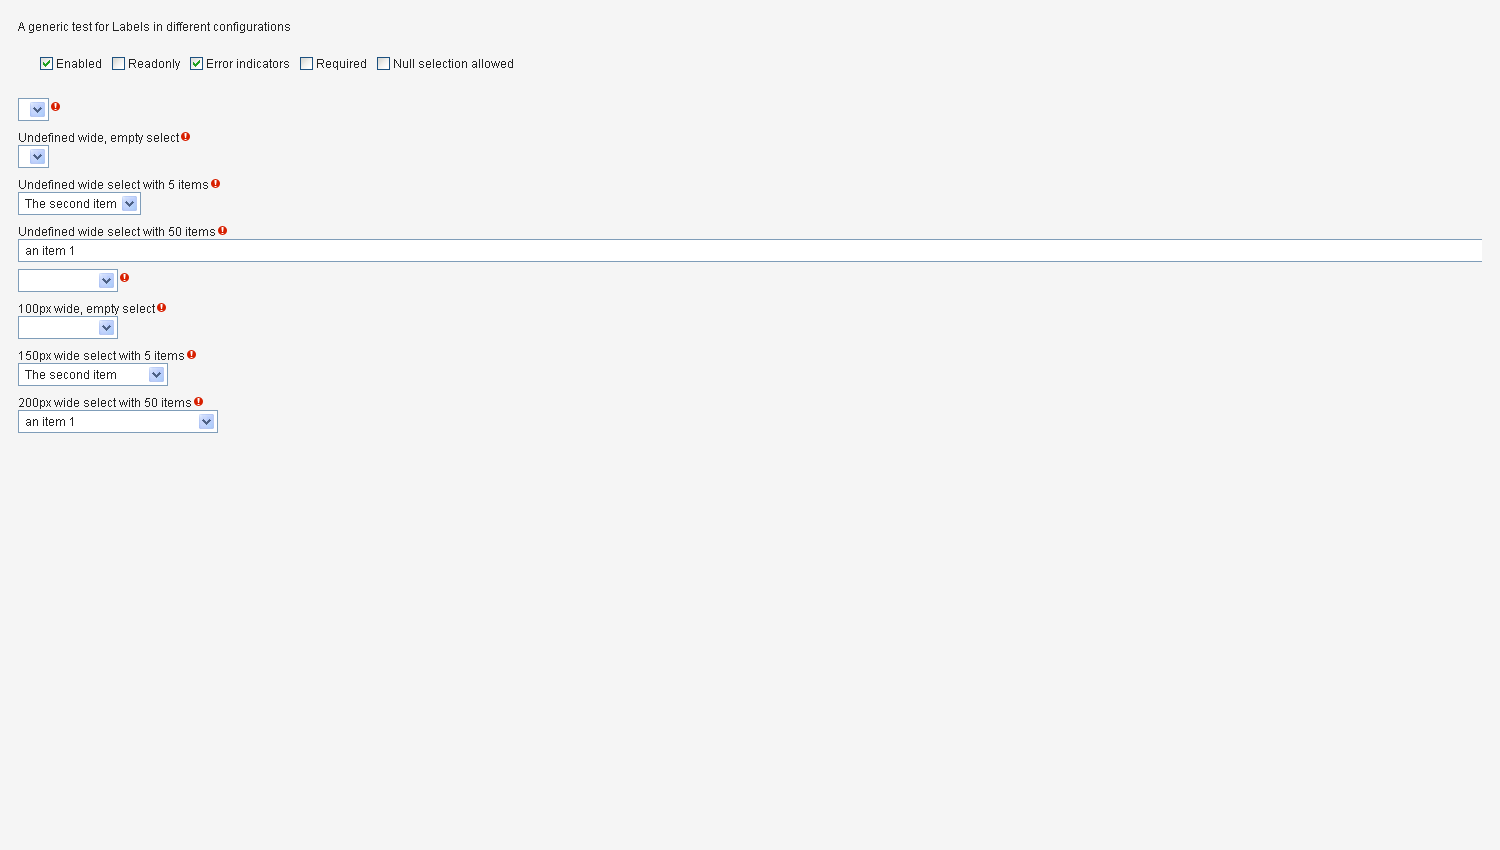 A generic test for Labels in different configurations
Enabled Readonly Error indicators Required Null selection allowed
Undefined wide, empty select
Undefined wide select with 5 items
The second item
Undefined wide select with 50 items
an item 1
100px wide, empty select
150px wide select with 5 items
The second item
200px wide select with 50 items
an item 1